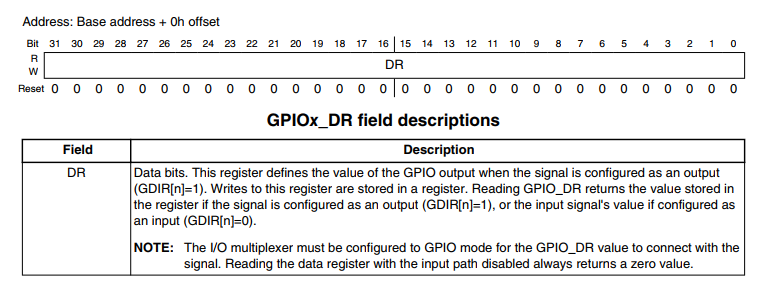 Address: Base address + 0h offset
Bit 31 30 29 28 27 26 25 24 23 22 21 20 19 18 17 16 15 14 13 12 11 10 9 8 7 6 5 4 3 2 1 0
R
DR
W
Reset 0 0 0 0 0 0 0 0 0 0 0 0 0 0 0 0 0 0 0 0 0 0 0 0 0 0 0 0 0 0 0 0
GPIOx_DR field descriptions
Field Description
DR Data bits. This register defines the value of the GPIO output when the signal is configured as an output
(GDIR[n]=1). Writes to this register are stored in a register. Reading GPIO_DR returns the value stored in
the register if the signal is configured as an output (GDIR[n]=1), or the input signal's value if configured as
an input (GDIR[n]=0).
NOTE: The I/O multiplexer must be configured to GPIO mode for the GPIO_DR value to connect with the
signal. Reading the data register with the input path disabled always returns a zero value.